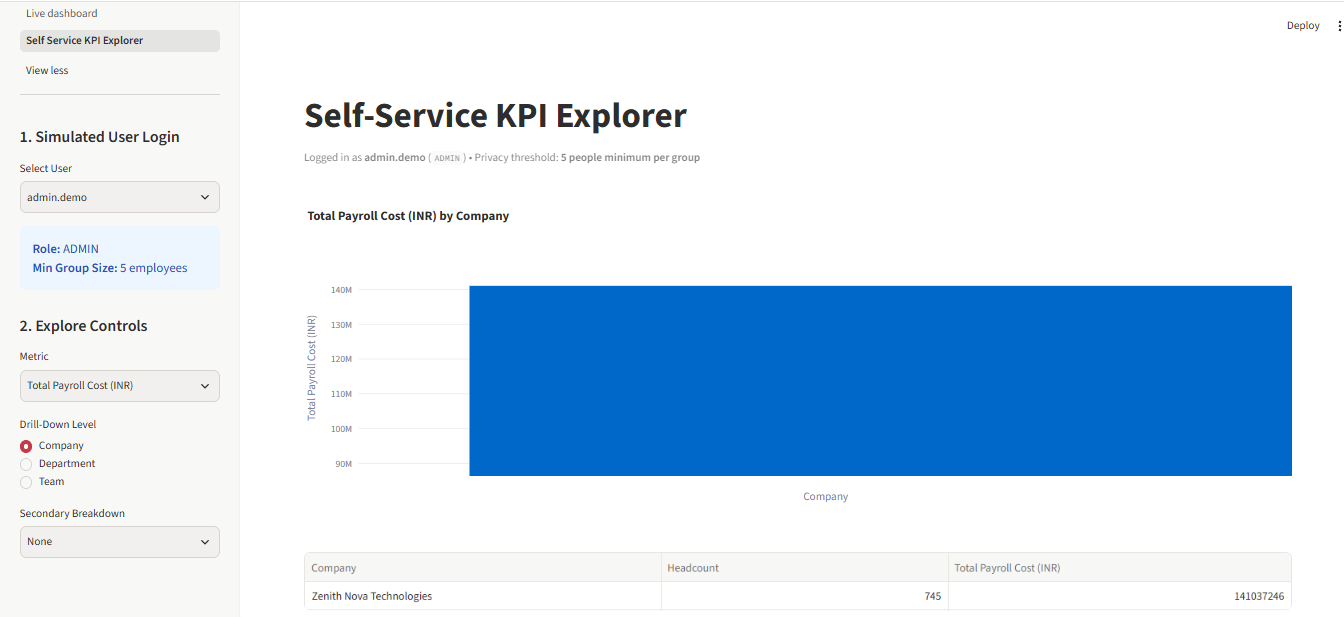 Live dashboard
Self Service KPI Explorer
View less
1. Simulated User Login
Select User
admin.demo
Role: ADMIN
Min Group Size: 5 employees
2. Explore Controls
Metric
Total Payroll Cost (INR)
Drill-Down Level
Company
Department
Team
Secondary Breakdown
None
Deploy
Self-Service KPI Explorer
Logged in as admin.demo ( ADMIN ) • Privacy threshold: 5 people minimum per group
Total Payroll Cost (INR) by Company
Total Payroll Cost (INR)
140M
130M
120M
110M
100M
90M
Company
Company Headcount Total Payroll Cost (INR)
Zenith Nova Technologies 745 141037246